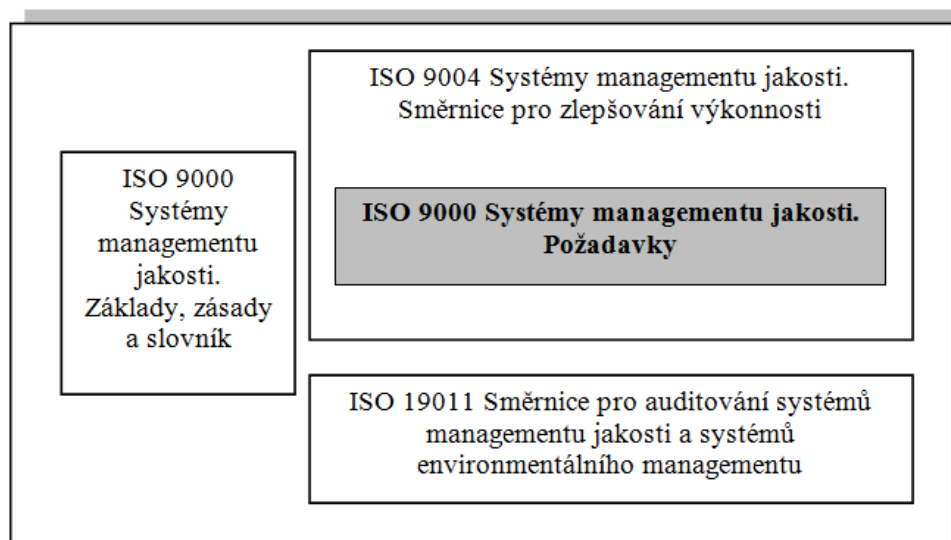 ISO 9000
Systémy
managementu
jakosti.
Základy, zásady
a slovník
ISO 9004 Systémy managementu jakosti.
Směrnice pro zlepšování výkonnosti
ISO 9000 Systémy managementu jakosti.
Požadavky
ISO 19011 Směrnice pro auditování systémů
managementu jakosti a systémů
environmentálního managementu